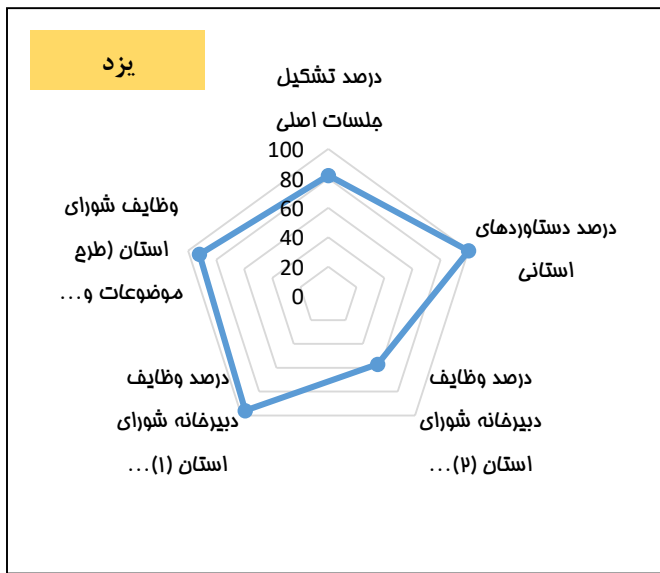 یزد
درصد تشکیل
جلسات اصلی
100
80
60
40
20
0
درصد دستاوردهای
استانی
درصد وظایف
دبیرخانه شورای
استان (۲)...
درصد وظایف
دبیرخانه شورای
استان (۱)...
وظایف شورای
استان (طرح
موضوعات و...